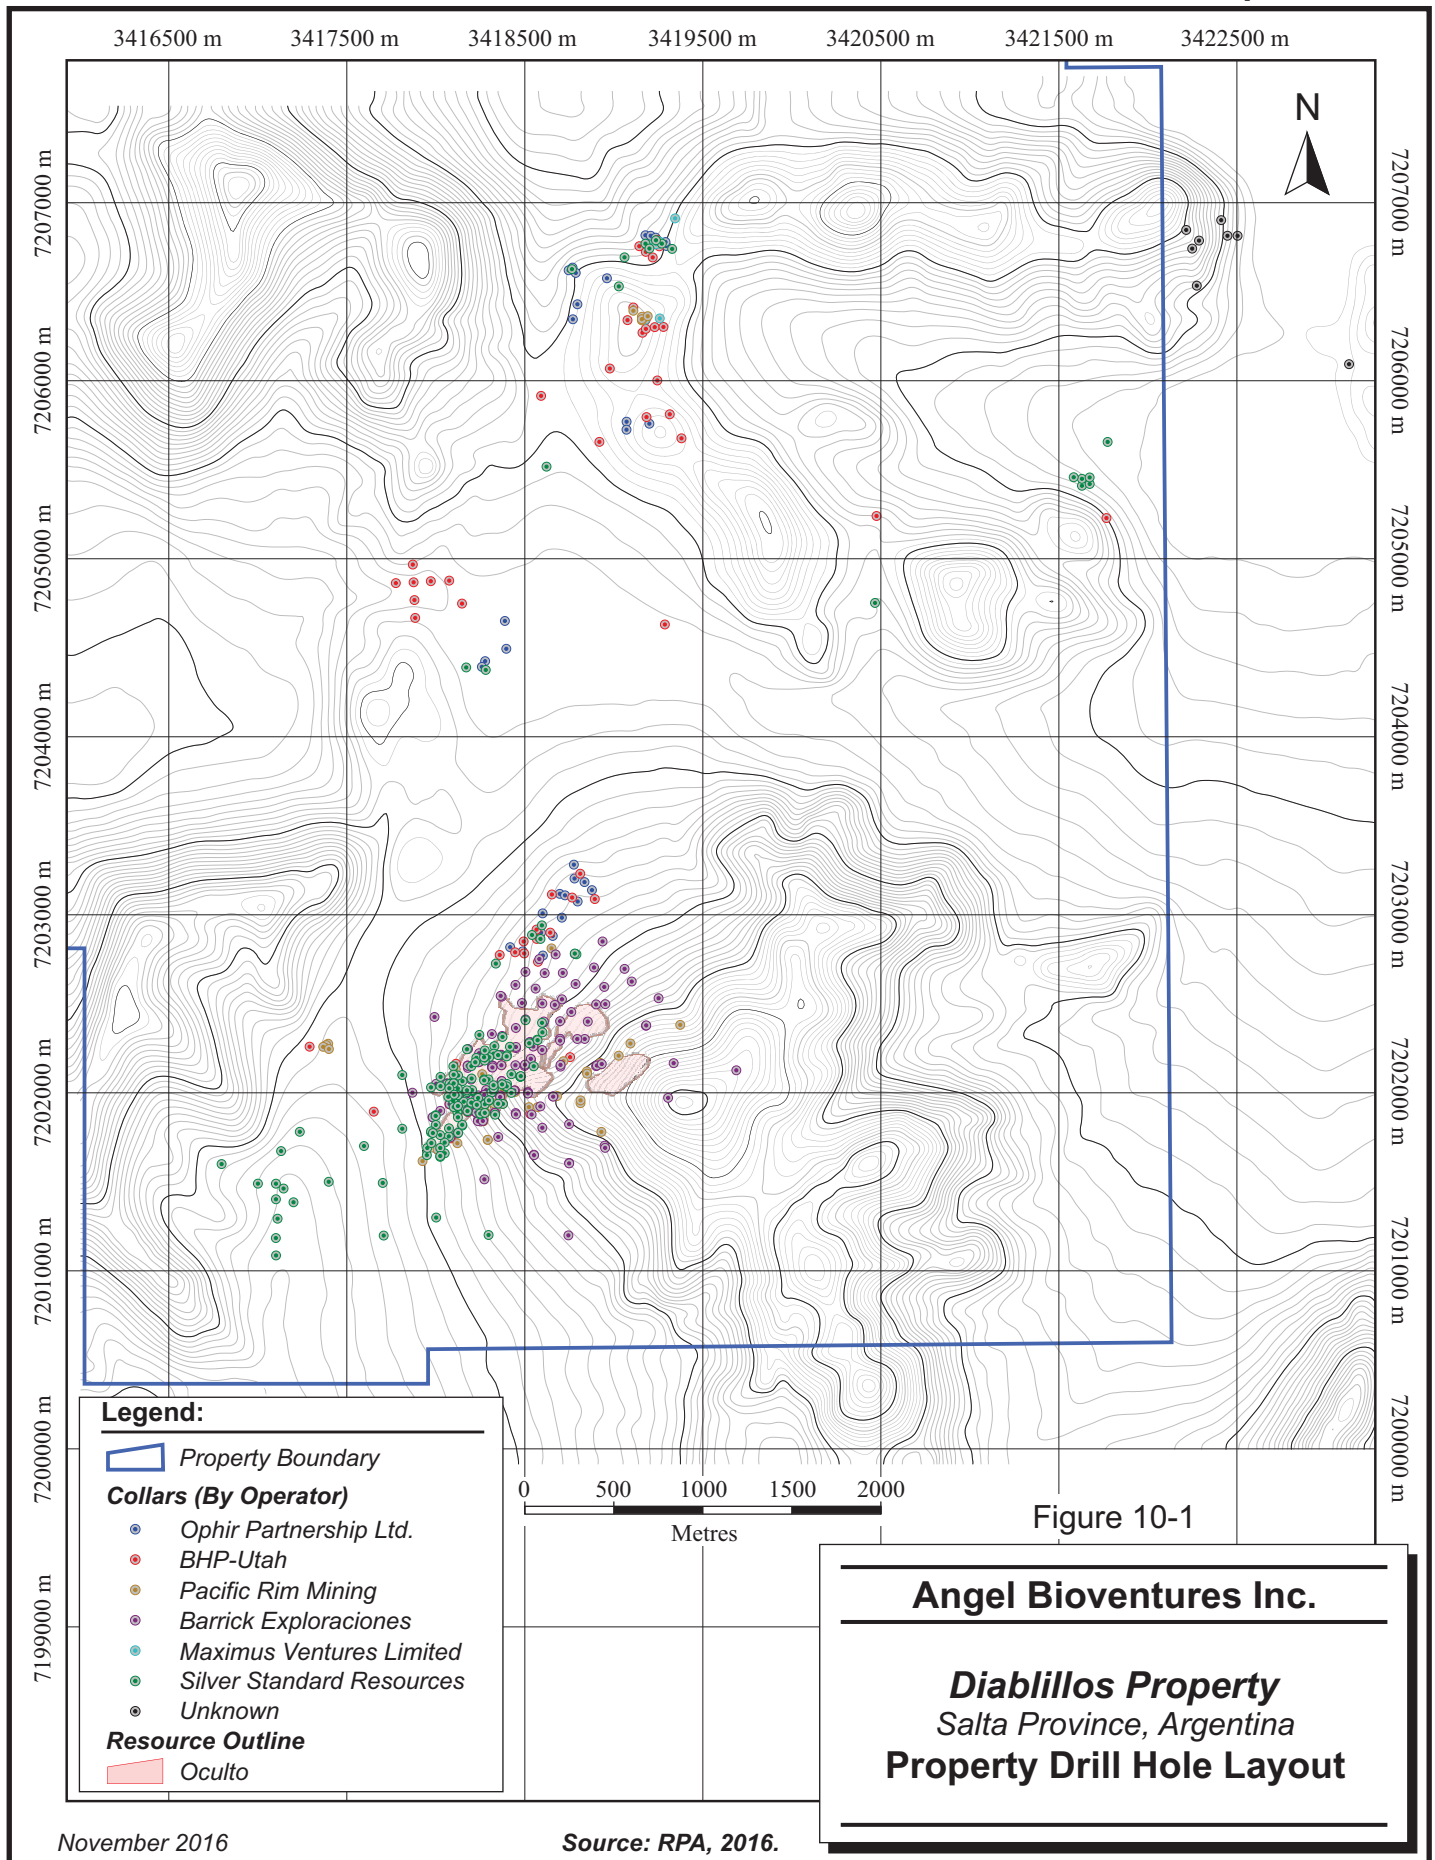 3416500 m
3417500 m
3418500 m
3419500 m
3420500 m
3421500 m
3422500 m
N
7207000 m
7207000 m
7206000 m
7206000 m
7205000 m
7205000 m
7204000 m
7204000 m
7203000 m
7203000 m
7202000 m
7202000 m
7201000 m
7201000 m
7200000 m
7200000 m
7199000 m
Legend:
Property Boundary
Collars (By Operator)
Ophir Partnership Ltd.
BHP-Utah
Pacific Rim Mining
Barrick Exploraciones
Maximus Ventures Limited
Silver Standard Resources
Unknown
Resource Outline
Oculto
0 500 1000 1500 2000
Metres
Figure 10-1
Angel Bioventures Inc.
Diablillos Property
Salta Province, Argentina
Property Drill Hole Layout
November 2016
Source: RPA, 2016.